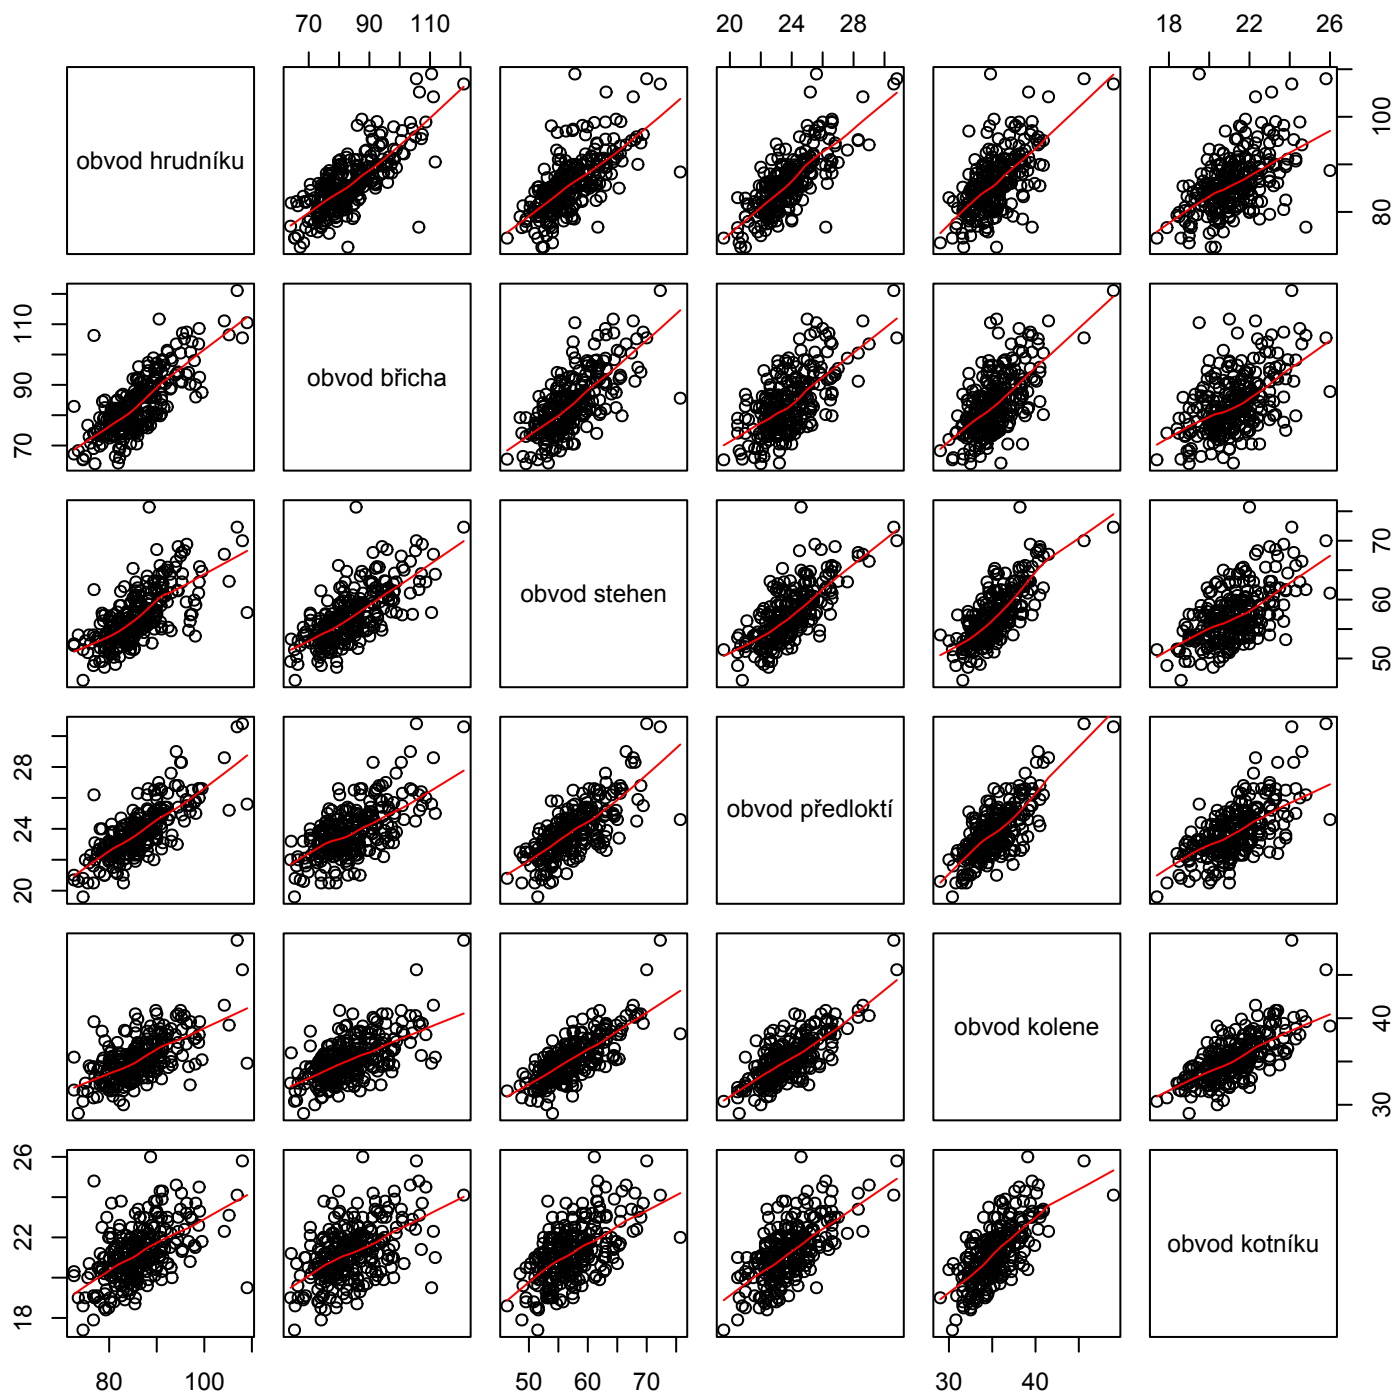 70 90 110
20 24 28
18 22 26
obvod hrudníku
80 100
70 90 110
obvod břicha
obvod stehen
50 60 70
20 24 28
obvod předloktí
obvod kolene
30 40
18 22 26
obvod kotníku
80 100
50 60 70
30 40